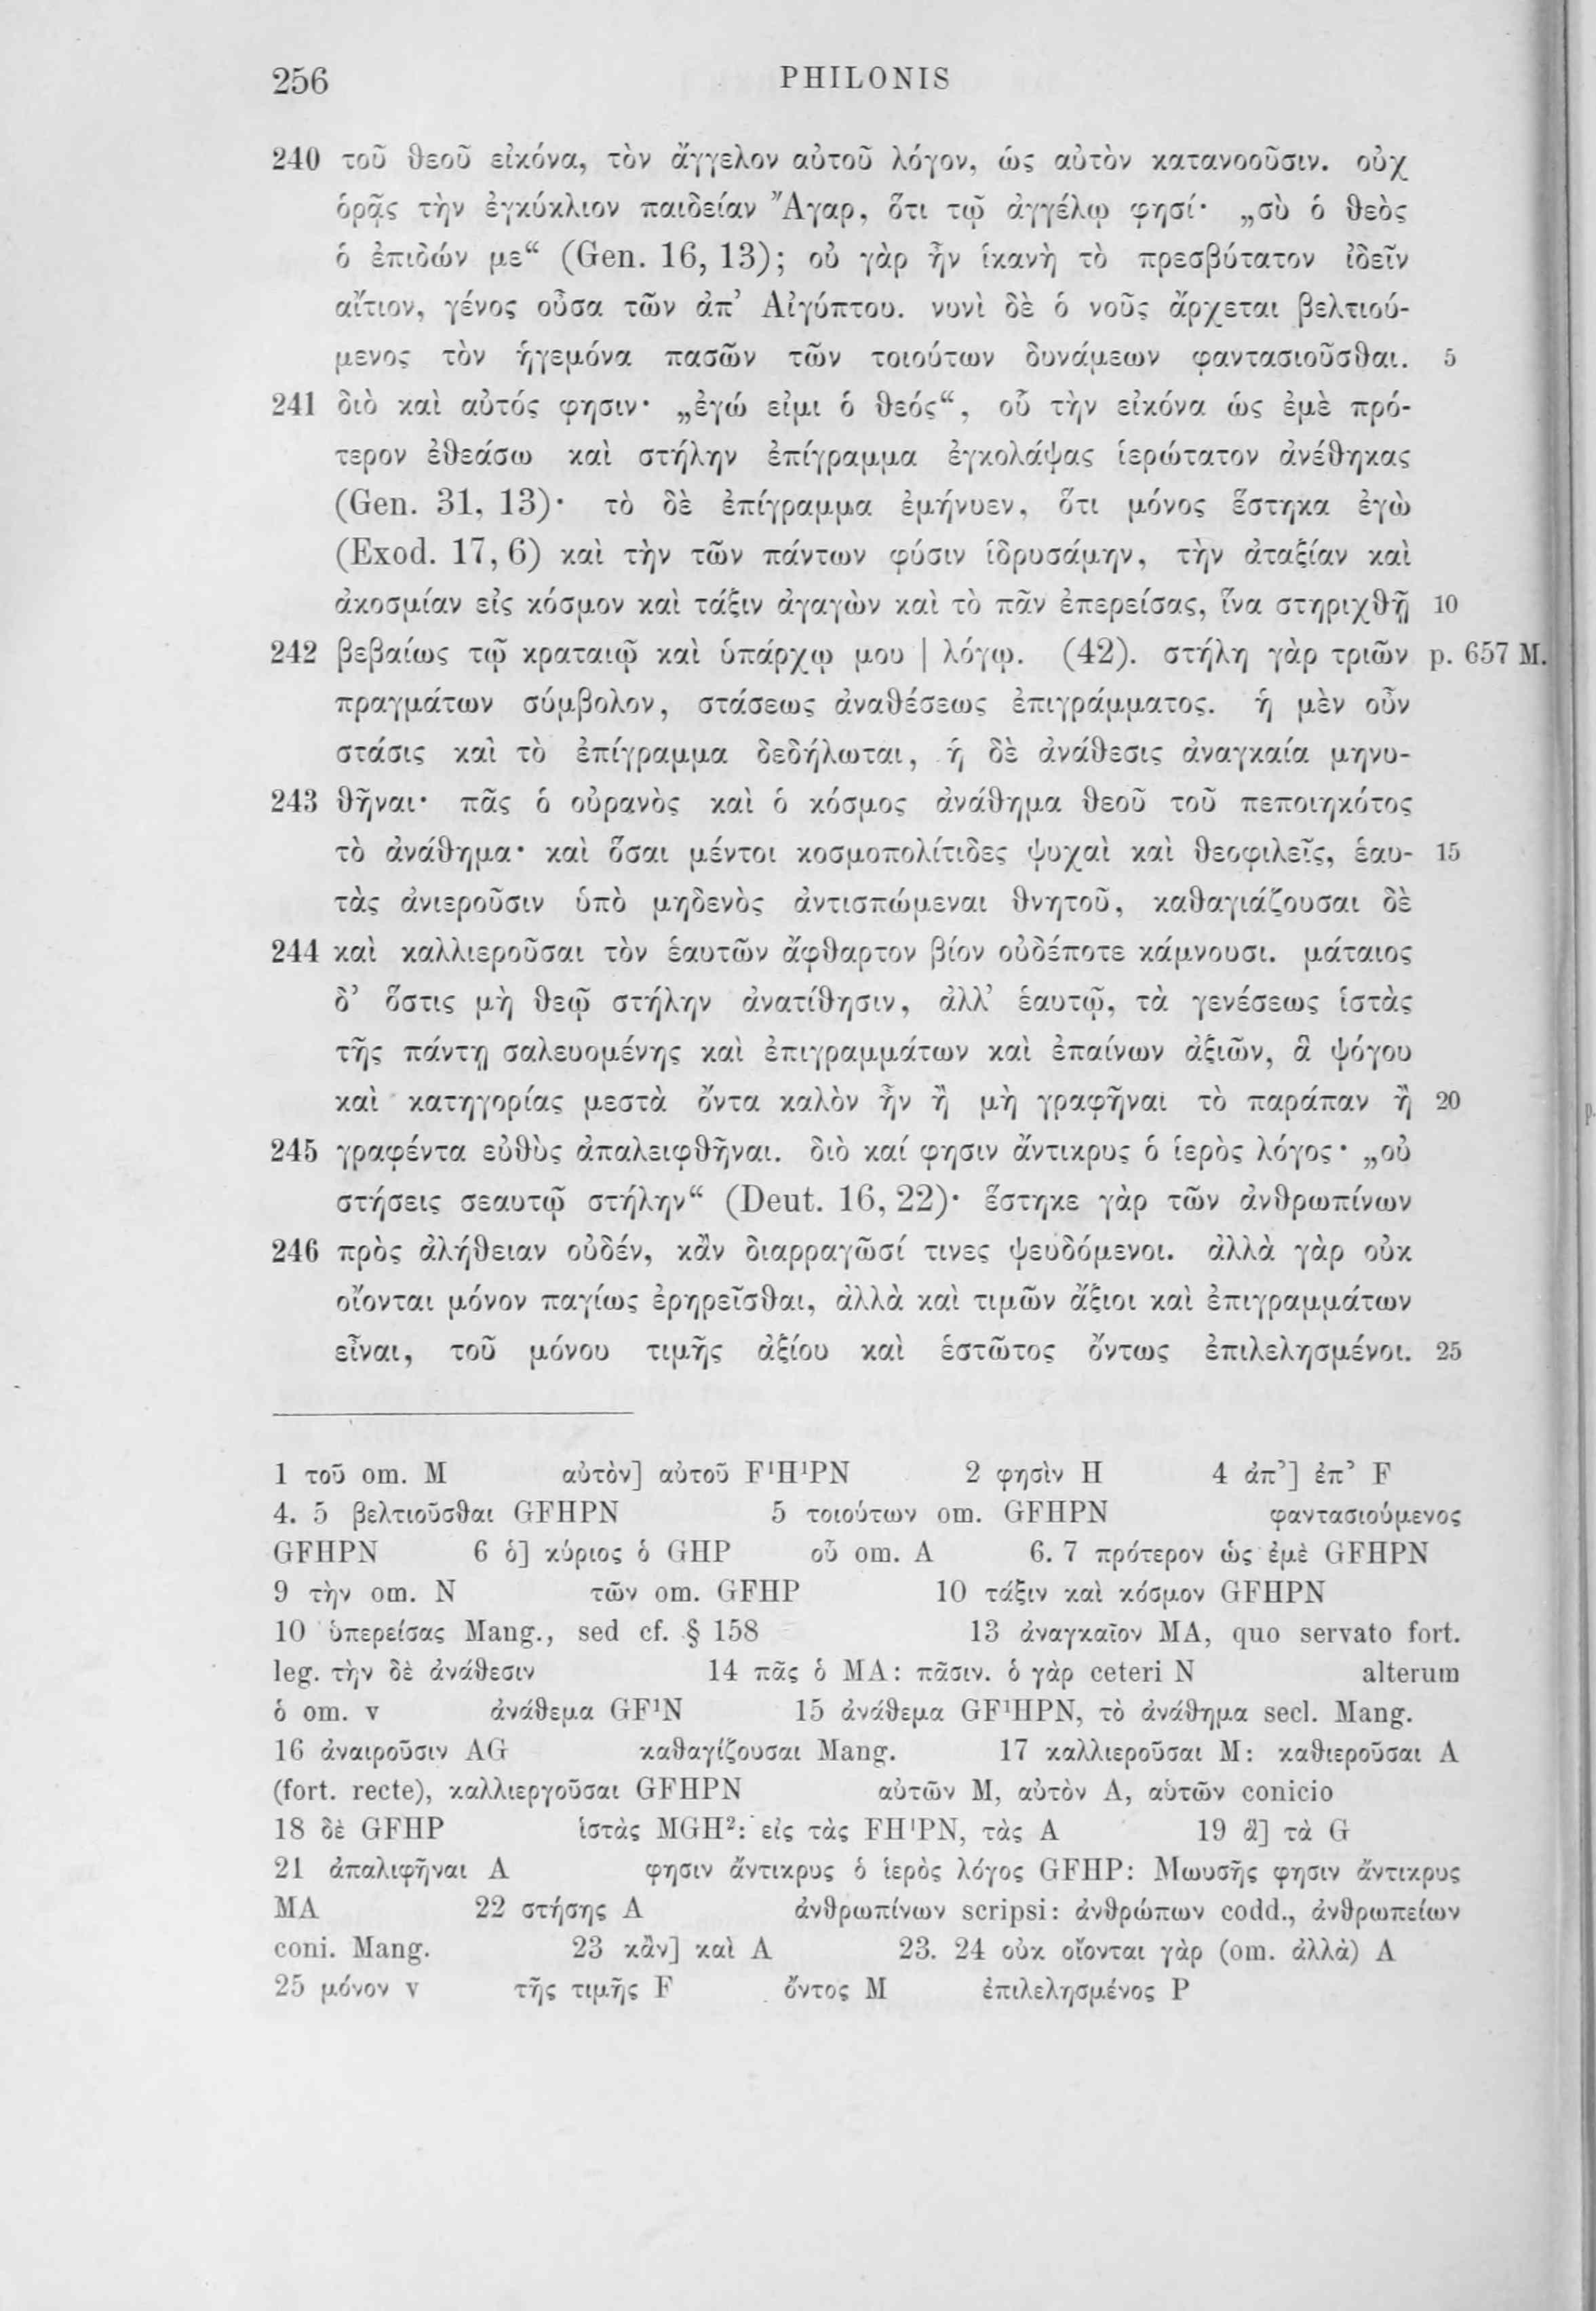 256 PHILONIS
240 τοῦ θεοῦ εἰκόνα, τὸν ἄγγελον αὐτοῦ λόγον, ὡς αὐτὸν κατανοοῦσιν. οὐχ
ὁρᾷς τὴν ἐγκύκλιον παιδείαν Ἄγαρ, ὅτι τῷ ἀγγέλῳ φησί· „σὺ ὁ θεὸς
ὁ ἐπιδών με“ (Gen. 16, 13); οὐ γὰρ ἦν ἱκανὴ τὸ πρεσβύτατον ἰδεῖν
αἴτιον, γένος οὖσα τῶν ἀπ’ Αἰγύπτου. νυνὶ δὲ ὁ νοῦς ἄρχεται βελτιού-
μενος τὸν ἡγεμόνα πασῶν τῶν τοιούτων δυνάμεων φαντασιοῦσθαι. 5
241 διὸ καὶ αὐτός φησιν· „ἐγώ εἰμι ὁ θεός“, οὗ τὴν εἰκόνα ὡς ἐμὲ πρό-
τερον ἐθεάσω καὶ στήλην ἐπίγραμμα ἐγκολάψας ἱερώτατον ἀνέθηκας
(Gen. 31, 13)· τὸ δὲ ἐπίγραμμα ἐμήνυεν, ὅτι μόνος ἕστηκα ἐγὼ
(Exod. 17, 6) καὶ τὴν τῶν πάντων φύσιν ἱδρυσάμην, τὴν ἀταξίαν καὶ
ἀκοσμίαν εἰς κόσμον καὶ τάξιν ἀγαγὼν καὶ τὸ πᾶν ἐπερείσας, ἵνα στηριχθῇ 10
242 βεβαίως τῷ κραταιῷ καὶ ὑπάρχῳ μου | λόγῳ. (42). στήλη γὰρ τριῶν p. 657 M.
πραγμάτων σύμβολον, στάσεως ἀναθέσεως ἐπιγράμματος. ἡ μὲν οὖν
στάσις καὶ τὸ ἐπίγραμμα δεδήλωται, ἡ δὲ ἀνάθεσις ἀναγκαία μηνυ-
243 θῆναι· πᾶς ὁ οὐρανὸς καὶ ὁ κόσμος ἀνάθημα θεοῦ τοῦ πεποιηκότος
τὸ ἀνάθημα· καὶ ὅσαι μέντοι κοσμοπολίτιδες ψυχαὶ καὶ θεοφιλεῖς, ἑαυ- 15
τὰς ἀνιεροῦσιν ὑπὸ μηδενὸς ἀντισπώμεναι θνητοῦ, καθαγιάζουσαι δὲ
244 καὶ καλλιεροῦσαι τὸν ἑαυτῶν ἄφθαρτον βίον οὐδέποτε κάμνουσι. μάταιος
δ’ ὅστις μὴ θεῷ στήλην ἀνατίθησιν, ἀλλ’ ἑαυτῷ, τὰ γενέσεως ἱστὰς
τῆς πάντῃ σαλευομένης καὶ ἐπιγραμμάτων καὶ ἐπαίνων ἀξιῶν, ἃ ψόγου
καὶ κατηγορίας μεστὰ ὄντα καλὸν ἦν ἢ μὴ γραφῆναι τὸ παράπαν ἢ 20
245 γραφέντα εὐθὺς ἀπαλειφθῆναι. διὸ καί φησιν ἄντικρυς ὁ ἱερὸς λόγος· „οὐ
στήσεις σεαυτῷ στήλην“ (Deut. 16, 22)· ἕστηκε γὰρ τῶν ἀνθρωπίνων
246 πρὸς ἀλήθειαν οὐδέν, κἂν διαρραγῶσί τινες ψευδόμενοι. ἀλλὰ γὰρ οὐκ
οἴονται μόνον παγίως ἐρηρεῖσθαι, ἀλλὰ καὶ τιμῶν ἄξιοι καὶ ἐπιγραμμάτων
εἶναι, τοῦ μόνου τιμῆς ἀξίου καὶ ἑστῶτος ὄντως ἐπιλελησμένοι. 25
1 τοῦ om. M αὐτὸν] αὐτοῦ F¹H¹PN 2 φησὶν H 4 ἀπ’] ἐπ’ F
4. 5 βελτιοῦσθαι GFHPN 5 τοιούτων om. GFHPN φαντασιούμενος
GFHPN 6 ὁ] κύριος ὁ GHP οὗ om. A 6. 7 πρότερον ὡς ἐμὲ GFHPN
9 τὴν om. N τῶν om. GFHP 10 τάξιν καὶ κόσμον GFHPN
10 ὑπερείσας Mang., sed cf. § 158 13 ἀναγκαῖον MA, quo servato fort.
leg. τὴν δὲ ἀνάθεσιν 14 πᾶς ὁ MA: πᾶσιν. ὁ γὰρ ceteri N alterum
ὁ om. v ἀνάθεμα GF¹N 15 ἀνάθεμα GF¹HPN, τὸ ἀνάθημα secl. Mang.
16 ἀναιροῦσιν AG καθαγίζουσαι Mang. 17 καλλιεροῦσαι M: καθιεροῦσαι A
(fort. recte), καλλιεργοῦσαι GFHPN αὐτῶν M, αὐτὸν A, αὑτῶν conicio
18 δὲ GFHP ἱστὰς MGH²: εἰς τὰς FH¹PN, τὰς A 19 ἃ] τὰ G
21 ἀπαλιφῆναι A φησιν ἄντικρυς ὁ ἱερὸς λόγος GFHP: Μωυσῆς φησιν ἄντικρυς
MA 22 στήσης A ἀνθρωπίνων scripsi: ἀνθρώπων codd., ἀνθρωπείων
coni. Mang. 23 κἂν] καὶ A 23. 24 οὐκ οἴονται γὰρ (om. ἀλλὰ) A
25 μόνον v τῆς τιμῆς F ὄντος M ἐπιλελησμένος P